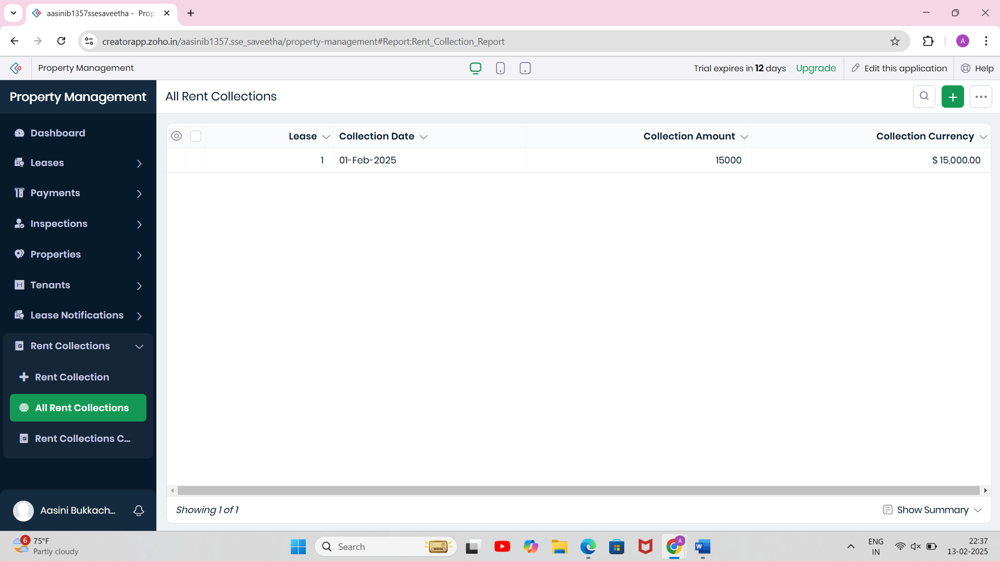 aasinib1357ssesaveetha - Prop
creatorapp.zoho.in/aasinib1357.sse_saveetha/property-management#Report:Rent_Collection_Report
A
Property Management
Trial expires in 12 days Upgrade Edit this application Help
Property Management
All Rent Collections
Dashboard
Leases
Payments
Inspections
Properties
Tenants
Lease Notifications
Rent Collections
Rent Collection
All Rent Collections
Rent Collections C...
Aasini Bukkach...
Lease Collection Date Collection Amount Collection Currency
1 01-Feb-2025 15000 $ 15,000.00
Showing 1 of 1
Show Summary
6
75°F
Partly cloudy
Search
A
W
ENG
IN
22:37
13-02-2025